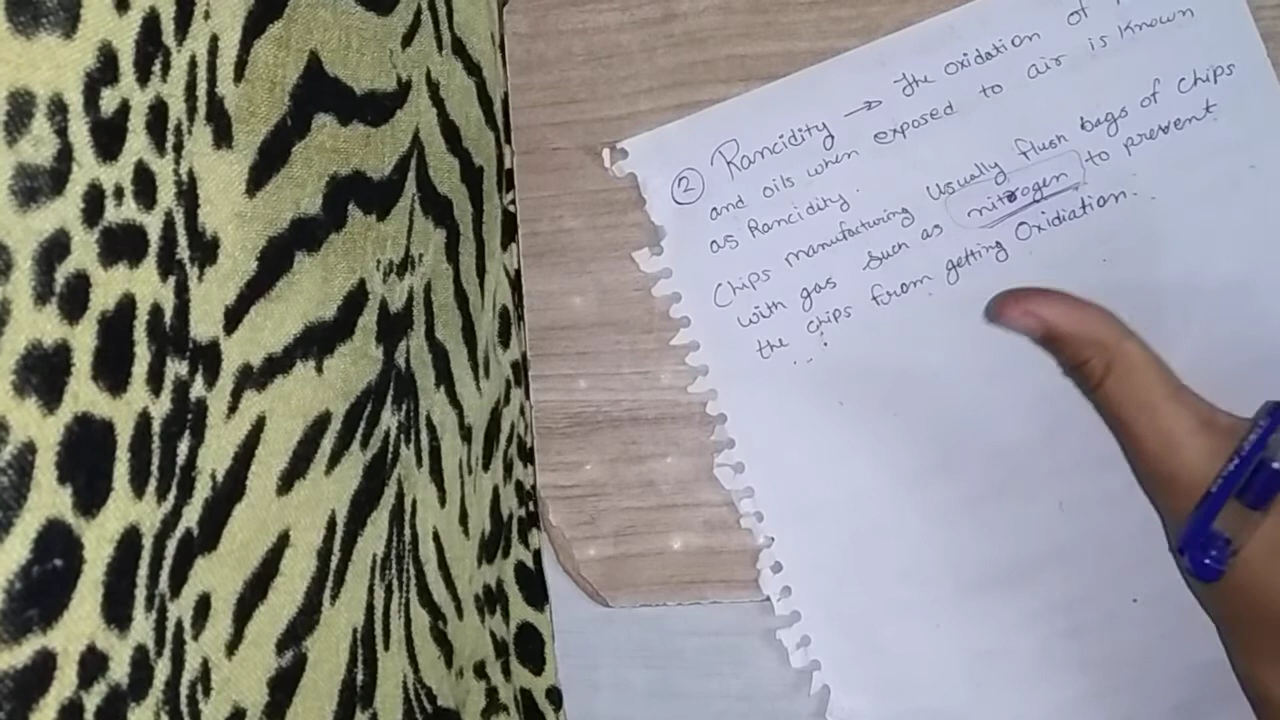 ② Rancidity → The oxidation of
and oils when exposed to air is known
as Rancidity.
Chips manufacturing usually flush bags of chips
with gas such as nitrogen to prevent
the chips from getting Oxidiation.